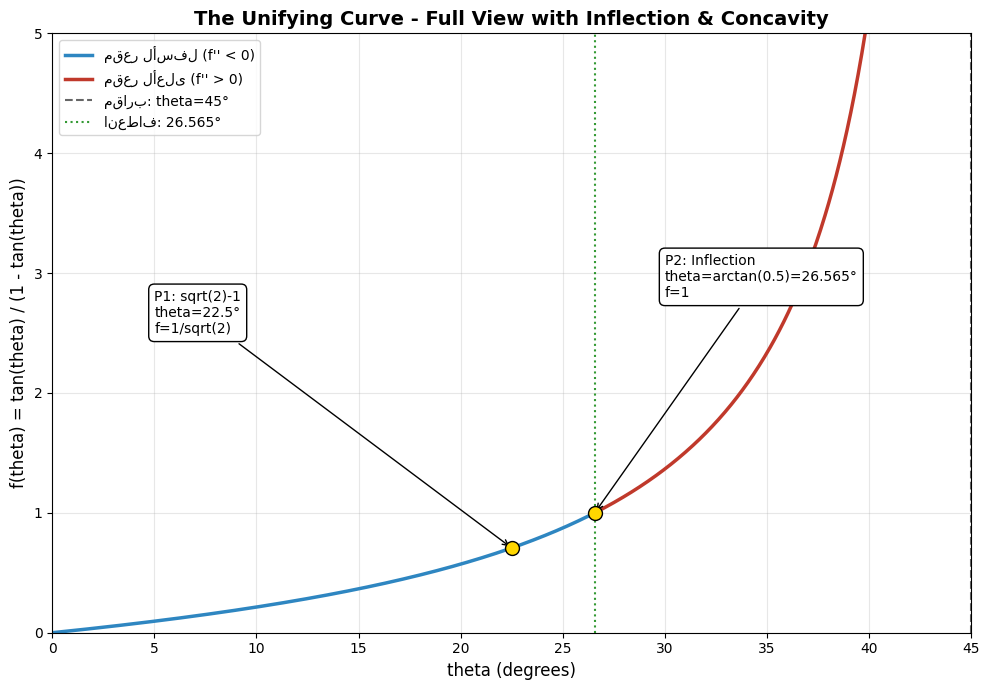 The Unifying Curve - Full View with Inflection & Concavity
مقعر لأسفل (f'' < 0)
مقعر لأعلى (f'' > 0)
مقارب: theta=45°
انعطاف: 26.565°
f(theta) = tan(theta) / (1 - tan(theta))
5
4
3
2
1
0
P1: sqrt(2)-1
theta=22.5°
f=1/sqrt(2)
P2: Inflection
theta=arctan(0.5)=26.565°
f=1
0 5 10 15 20 25 30 35 40 45
theta (degrees)